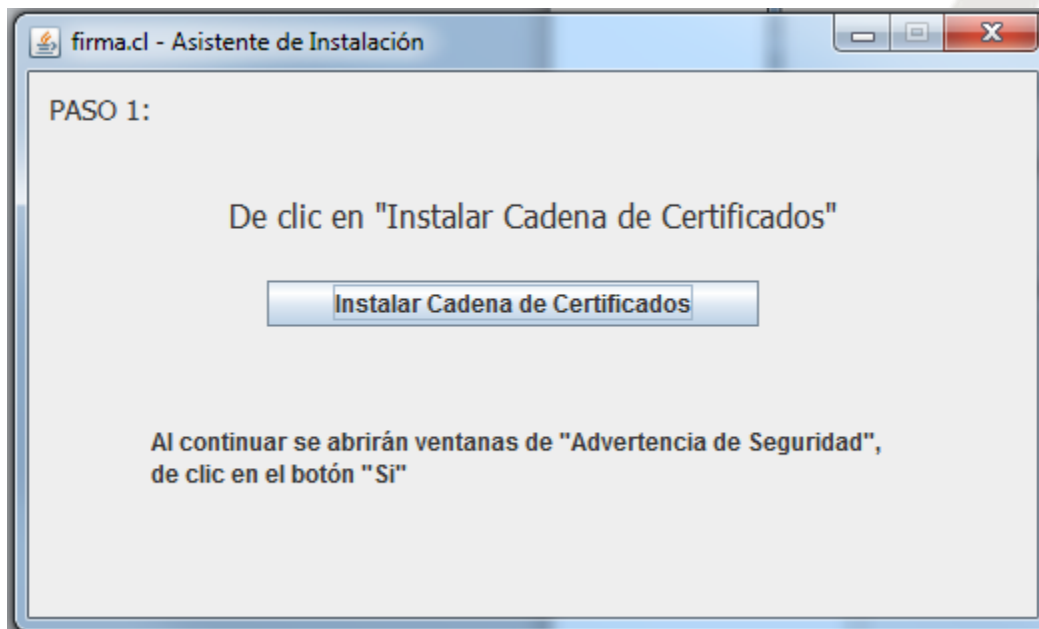 firma.cl - Asistente de Instalación
PASO 1:
De clic en "Instalar Cadena de Certificados"
Instalar Cadena de Certificados
Al continuar se abrirán ventanas de "Advertencia de Seguridad",
de clic en el botón "Si"